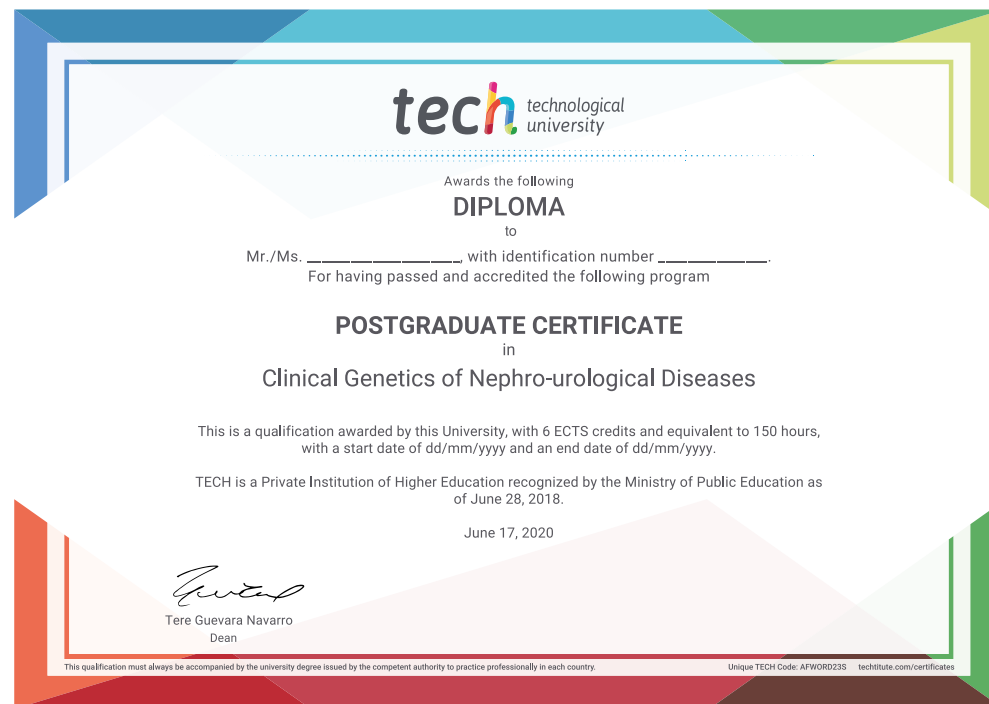 tech technological
university
Awards the following
DIPLOMA
to
Mr./Ms. ____________________, with identification number ______________.
For having passed and accredited the following program
POSTGRADUATE CERTIFICATE
in
Clinical Genetics of Nephro-urological Diseases
This is a qualification awarded by this University, with 6 ECTS credits and equivalent to 150 hours,
with a start date of dd/mm/yyyy and an end date of dd/mm/yyyy.
TECH is a Private Institution of Higher Education recognized by the Ministry of Public Education as
of June 28, 2018.
June 17, 2020
Tere Guevara Navarro
Dean
This qualification must always be accompanied by the university degree issued by the competent authority to practice professionally in each country.
Unique TECH Code: AFWORD23S techtitute.com/certificates